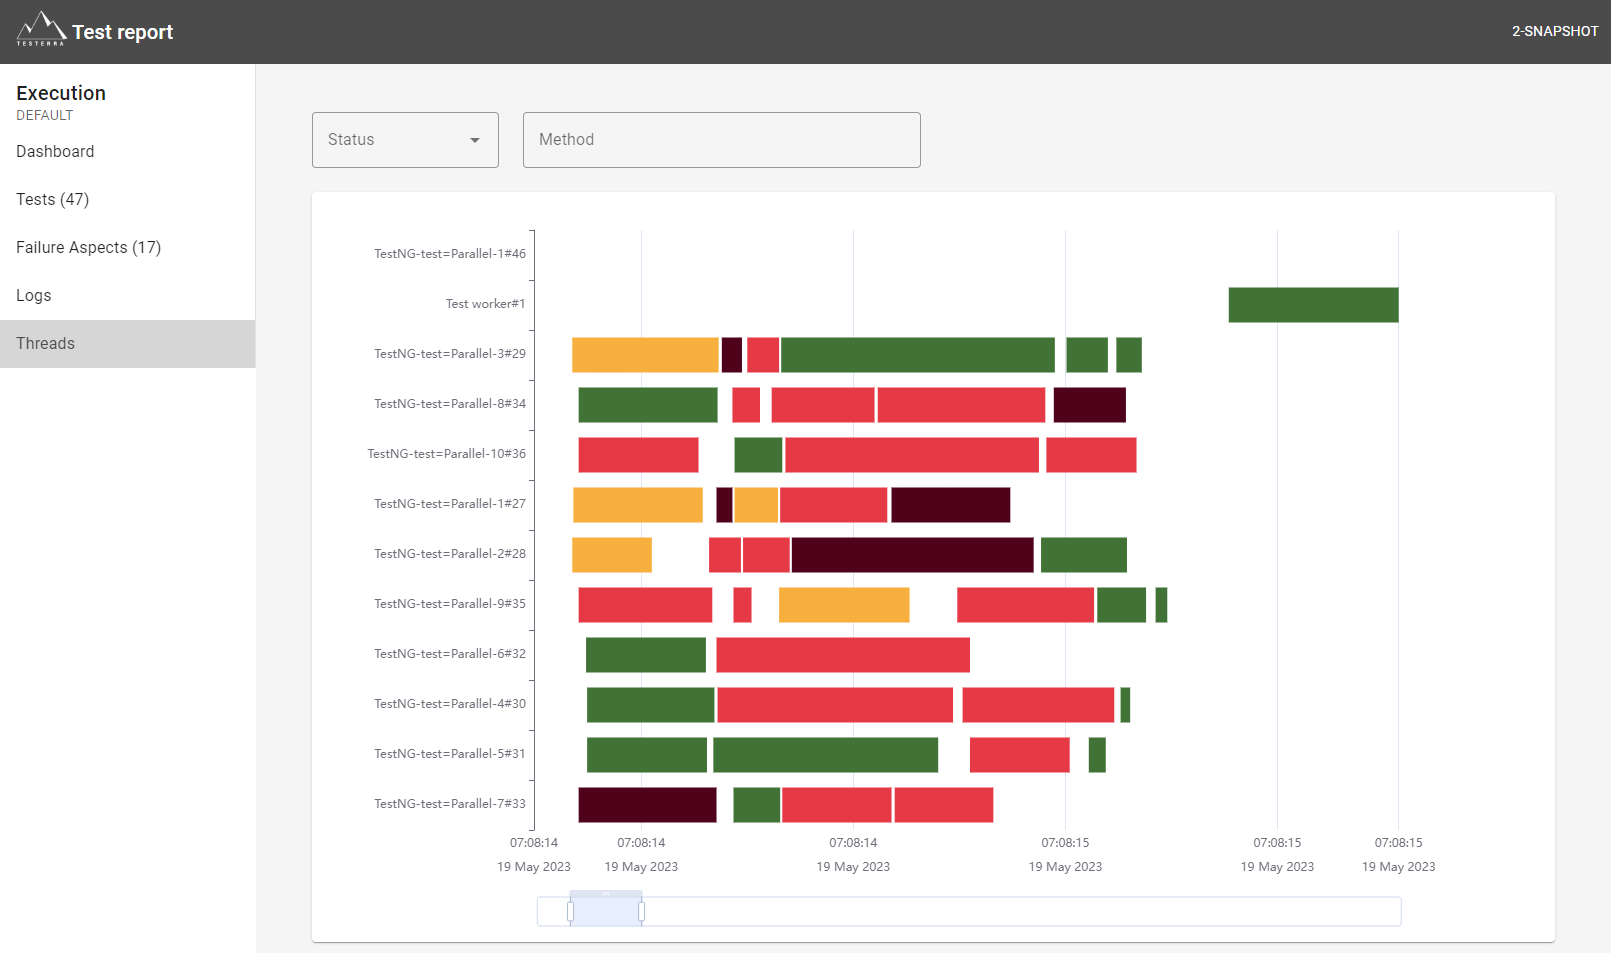 TESTERRA
Test report
2-SNAPSHOT
Execution
DEFAULT
Dashboard
Tests (47)
Failure Aspects (17)
Logs
Threads
Status
Method
TestNG-test=Parallel-1#46
Test worker#1
TestNG-test=Parallel-3#29
TestNG-test=Parallel-8#34
TestNG-test=Parallel-10#36
TestNG-test=Parallel-1#27
TestNG-test=Parallel-2#28
TestNG-test=Parallel-9#35
TestNG-test=Parallel-6#32
TestNG-test=Parallel-4#30
TestNG-test=Parallel-5#31
TestNG-test=Parallel-7#33
07:08:14 07:08:14 07:08:14 07:08:15 07:08:15 07:08:15
19 May 2023 19 May 2023 19 May 2023 19 May 2023 19 May 2023 19 May 2023